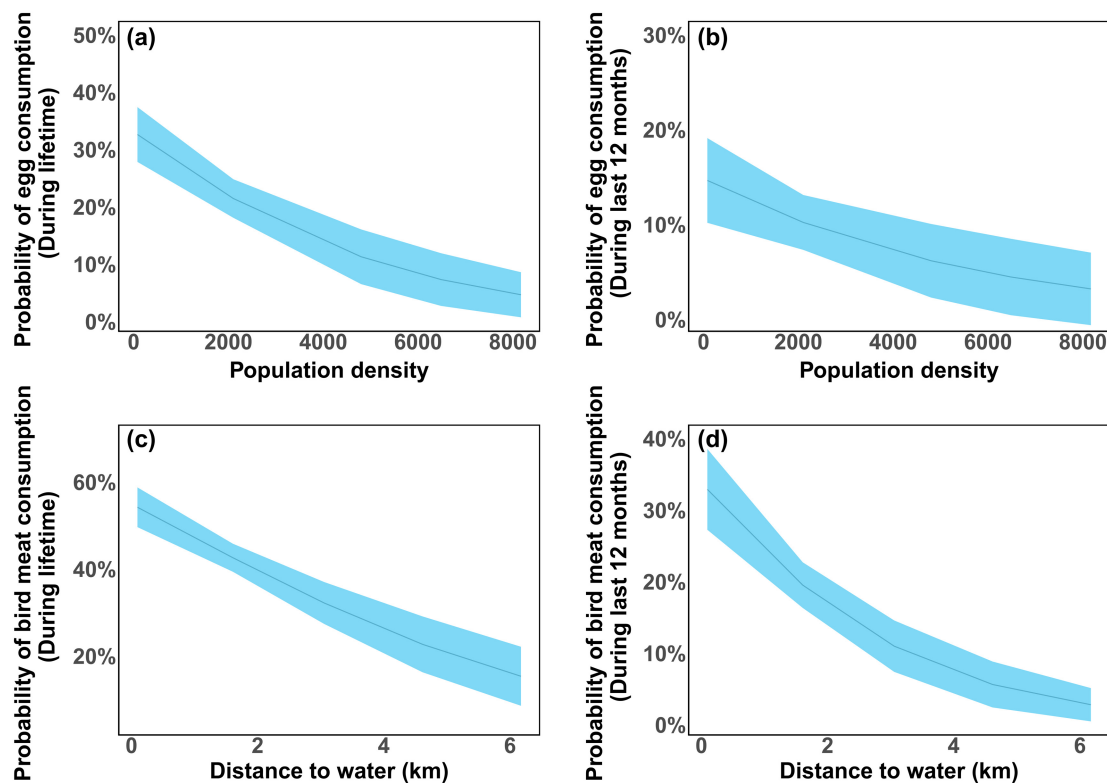 Probability of egg consumption
(During lifetime)
(a)
50%
40%
30%
20%
10%
0%
0 2000 4000 6000 8000
Population density
Probability of egg consumption
(During last 12 months)
(b)
30%
20%
10%
0%
0 2000 4000 6000 8000
Population density
Probability of bird meat consumption
(During lifetime)
(c)
60%
40%
20%
0 2 4 6
Distance to water (km)
Probability of bird meat consumption
(During last 12 months)
(d)
40%
30%
20%
10%
0%
0 2 4 6
Distance to water (km)